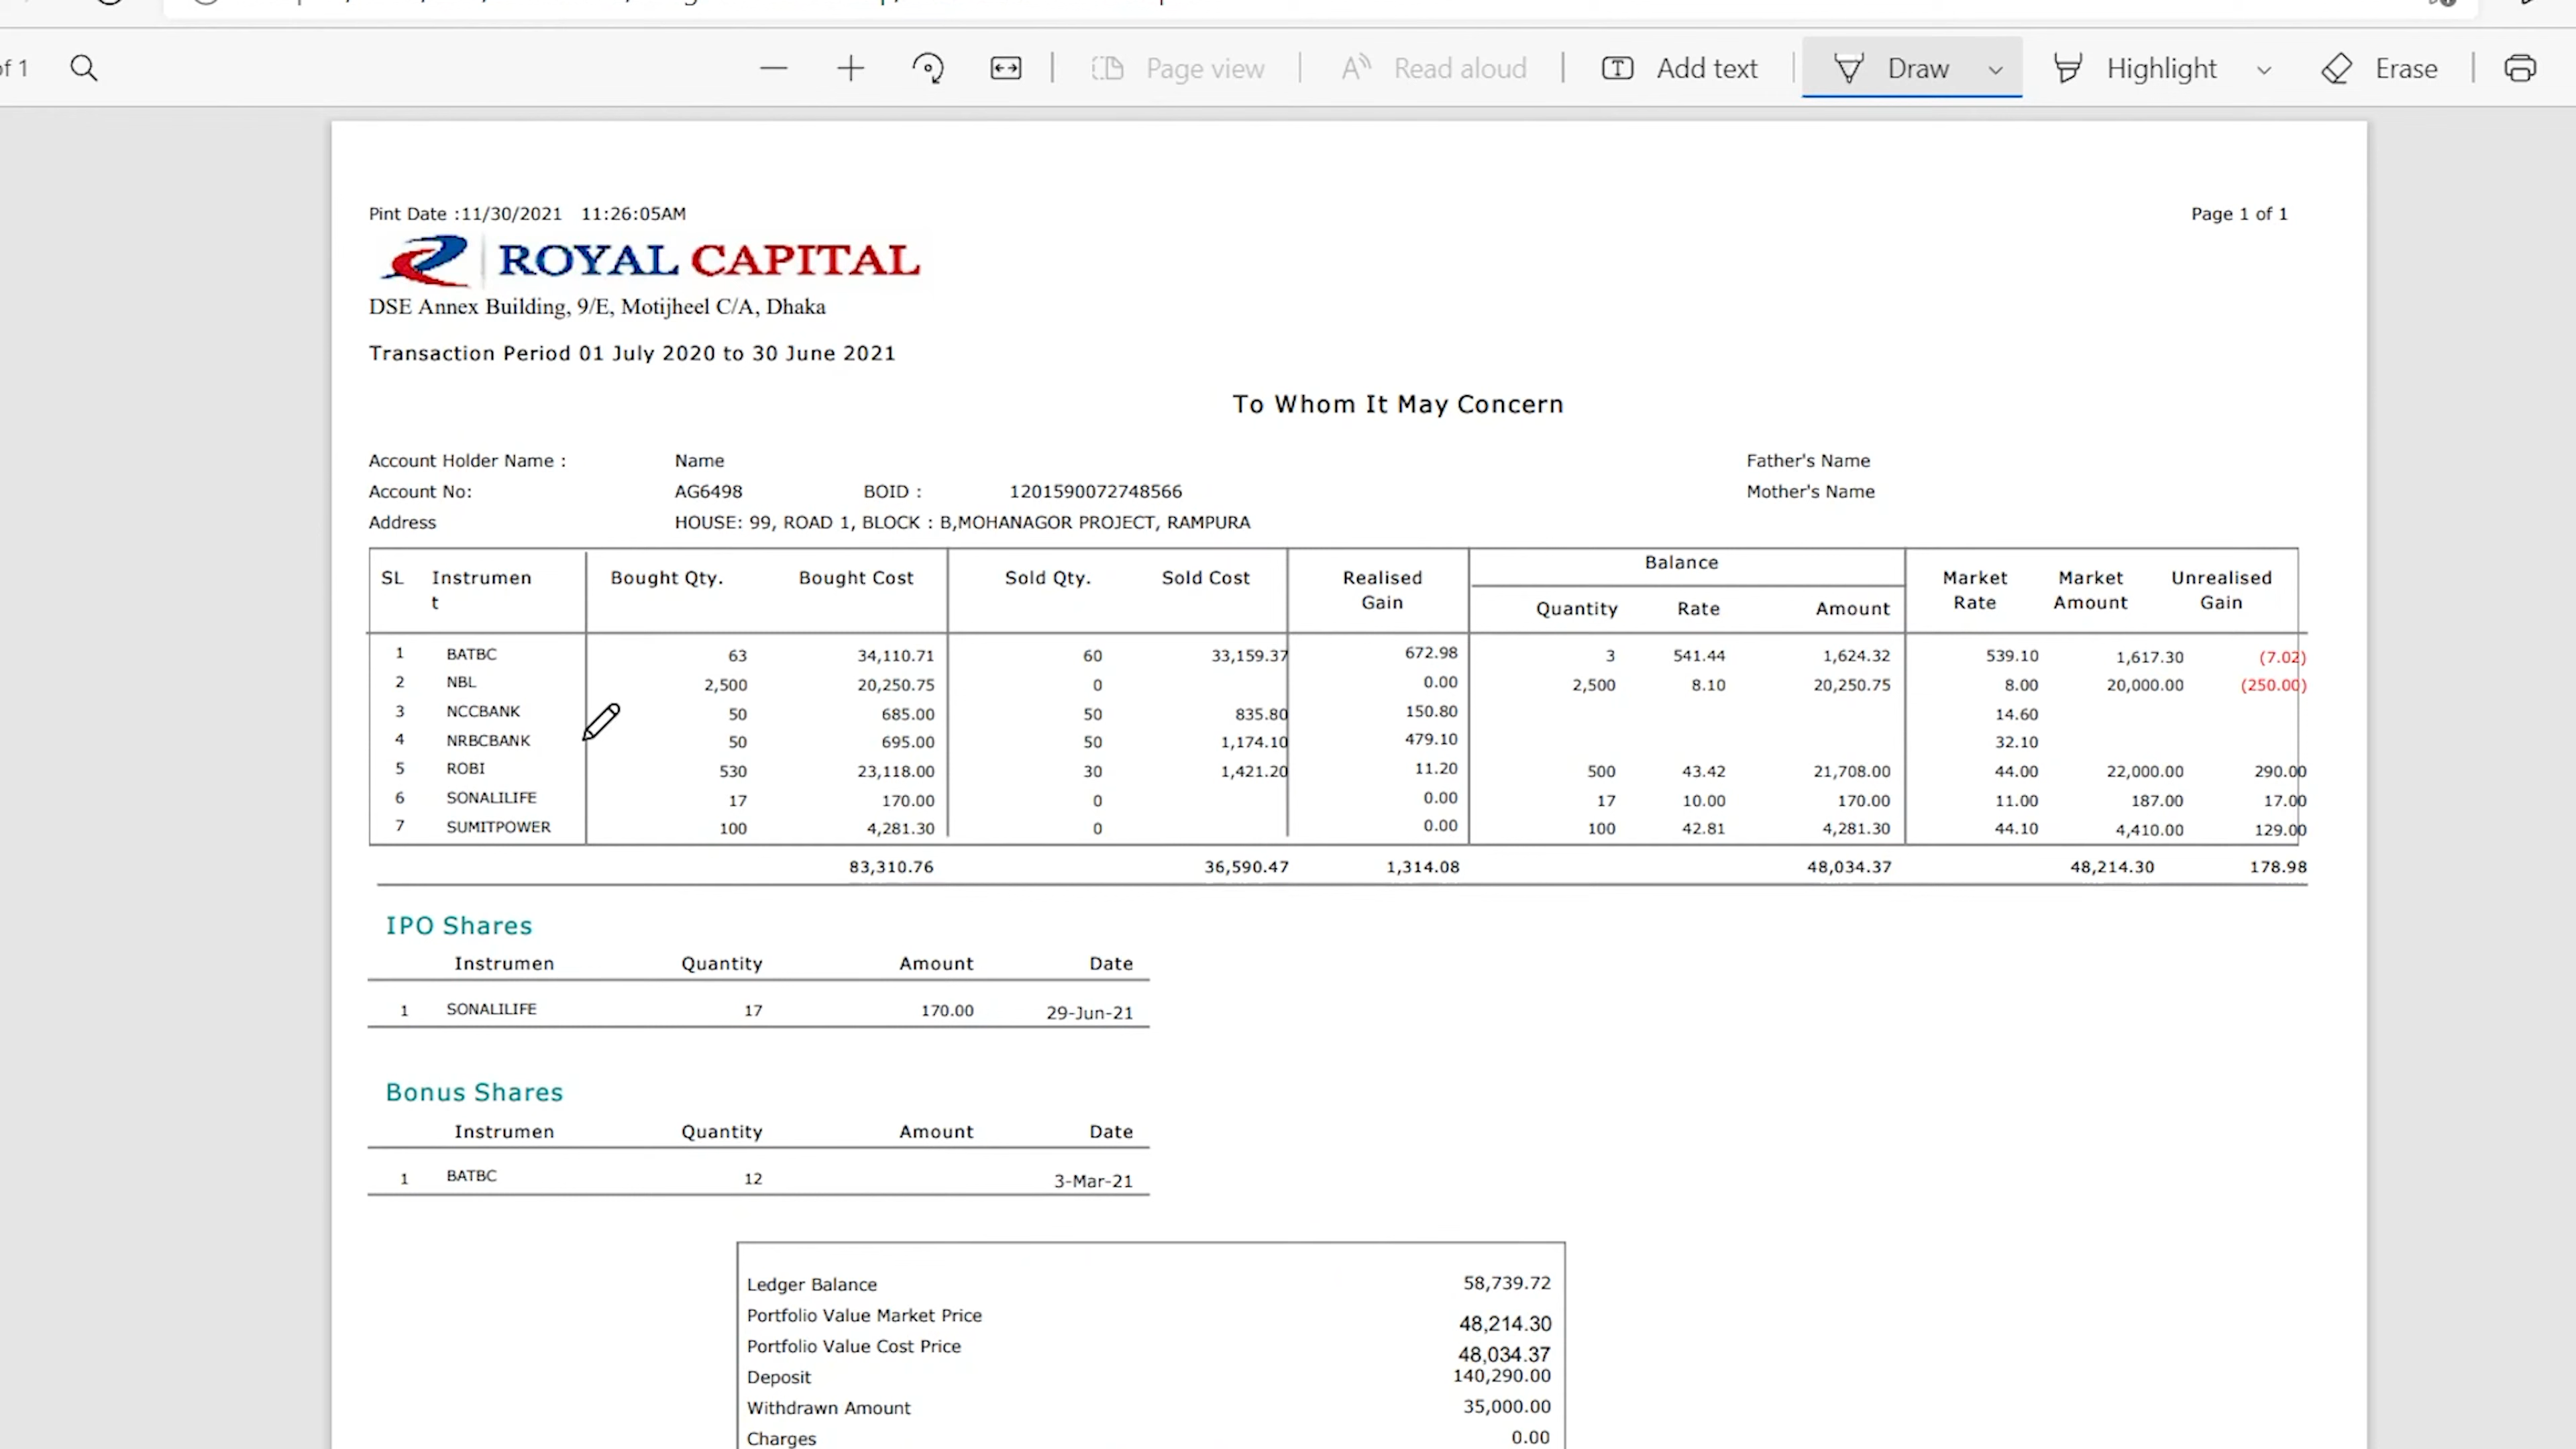 of 1 Page view Read aloud Add text Draw Highlight Erase
Pint Date :11/30/2021 11:26:05AM Page 1 of 1
ROYAL CAPITAL
DSE Annex Building, 9/E, Motijheel C/A, Dhaka
Transaction Period 01 July 2020 to 30 June 2021
To Whom It May Concern
Account Holder Name : Name Father's Name
Account No: AG6498 BOID : 1201590072748566 Mother's Name
Address HOUSE: 99, ROAD 1, BLOCK : B,MOHANAGOR PROJECT, RAMPURA
Balance
SL Instrumen Bought Qty. Bought Cost Sold Qty. Sold Cost Realised Market Market Unrealised
t Gain Quantity Rate Amount Rate Amount Gain
1 BATBC 63 34,110.71 60 33,159.37 672.98 3 541.44 1,624.32 539.10 1,617.30 (7.02)
2 NBL 2,500 20,250.75 0 0.00 2,500 8.10 20,250.75 8.00 20,000.00 (250.00)
3 NCCBANK 50 685.00 50 835.80 150.80 14.60
4 NRBCBANK 50 695.00 50 1,174.10 479.10 32.10
5 ROBI 530 23,118.00 30 1,421.20 11.20 500 43.42 21,708.00 44.00 22,000.00 290.00
6 SONALILIFE 17 170.00 0 0.00 17 10.00 170.00 11.00 187.00 17.00
7 SUMITPOWER 100 4,281.30 0 0.00 100 42.81 4,281.30 44.10 4,410.00 129.00
83,310.76 36,590.47 1,314.08 48,034.37 48,214.30 178.98
IPO Shares
Instrumen Quantity Amount Date
1 SONALILIFE 17 170.00 29-Jun-21
Bonus Shares
Instrumen Quantity Amount Date
1 BATBC 12 3-Mar-21
Ledger Balance 58,739.72
Portfolio Value Market Price 48,214.30
Portfolio Value Cost Price 48,034.37
Deposit 140,290.00
Withdrawn Amount 35,000.00
Charges 0.00